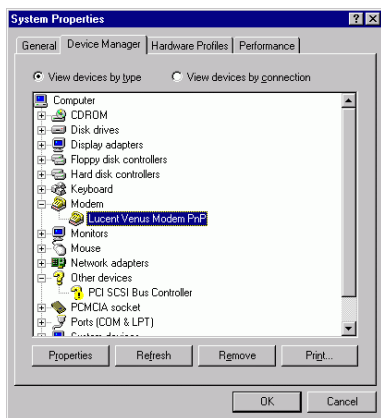 System Properties
General
Device Manager
Hardware Profiles
Performance
View devices by type
View devices by connection
Computer
CDROM
Disk drives
Display adapters
Floppy disk controllers
Hard disk controllers
Keyboard
Modem
Lucent Venus Modem PnP
Monitors
Mouse
Network adapters
Other devices
PCI SCSI Bus Controller
PCMCIA socket
Ports (COM & LPT)
System devices
Properties
Refresh
Remove
Print...
OK
Cancel